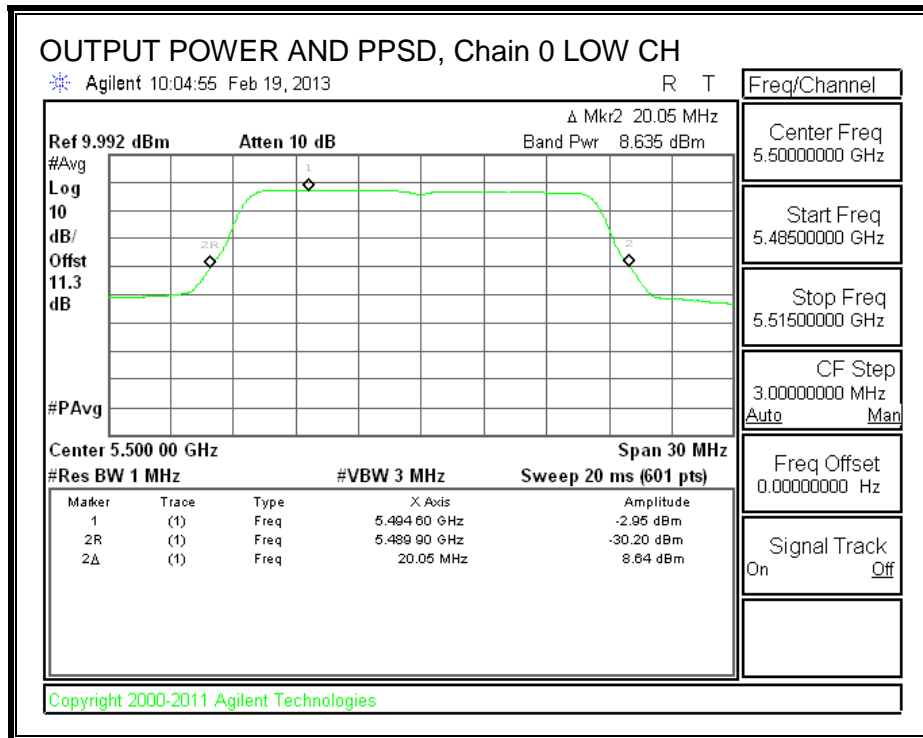 OUTPUT POWER AND PPSD, Chain 0 LOW CH
Agilent 10:04:55 Feb 19, 2013 R T
Δ Mkr2 20.05 MHz
Ref 9.992 dBm Atten 10 dB Band Pwr 8.635 dBm
#Avg
Log
10
dB/
Offst
11.3
dB
#PAvg
1
2R
2
Center 5.500 00 GHz Span 30 MHz
#Res BW 1 MHz #VBW 3 MHz Sweep 20 ms (601 pts)
Marker Trace Type X Axis Amplitude
1 (1) Freq 5.494 60 GHz -2.95 dBm
2R (1) Freq 5.489 90 GHz -30.20 dBm
2Δ (1) Freq 20.05 MHz 8.64 dBm
Freq/Channel
Center Freq
5.50000000 GHz
Start Freq
5.48500000 GHz
Stop Freq
5.51500000 GHz
CF Step
3.00000000 MHz
Auto Man
Freq Offset
0.00000000 Hz
Signal Track
On Off
Copyright 2000-2011 Agilent Technologies